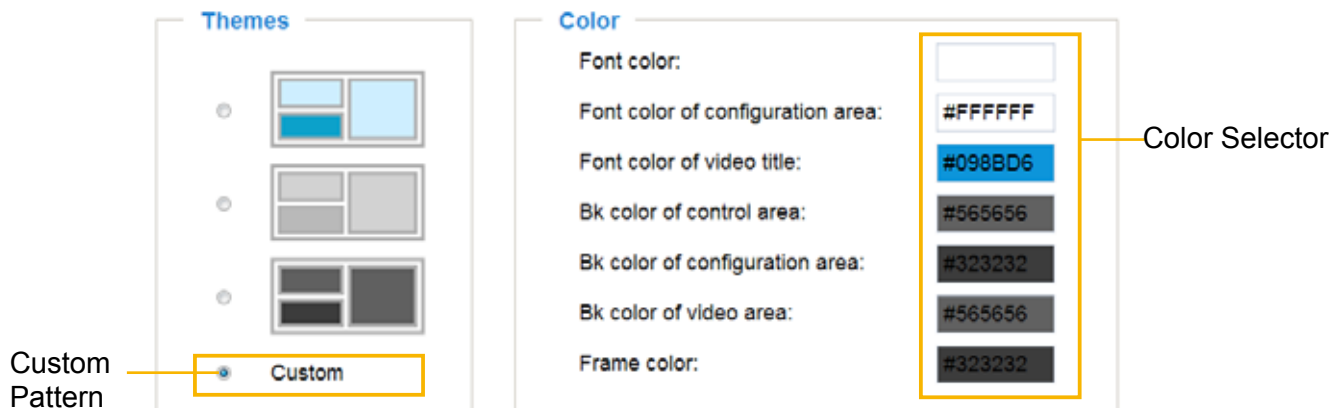 Themes
Custom
Custom
Pattern
Color
Font color:
Font color of configuration area: #FFFFFF
Font color of video title: #098BD6
Bk color of control area: #565656
Bk color of configuration area: #323232
Bk color of video area: #565656
Frame color: #323232
Color Selector